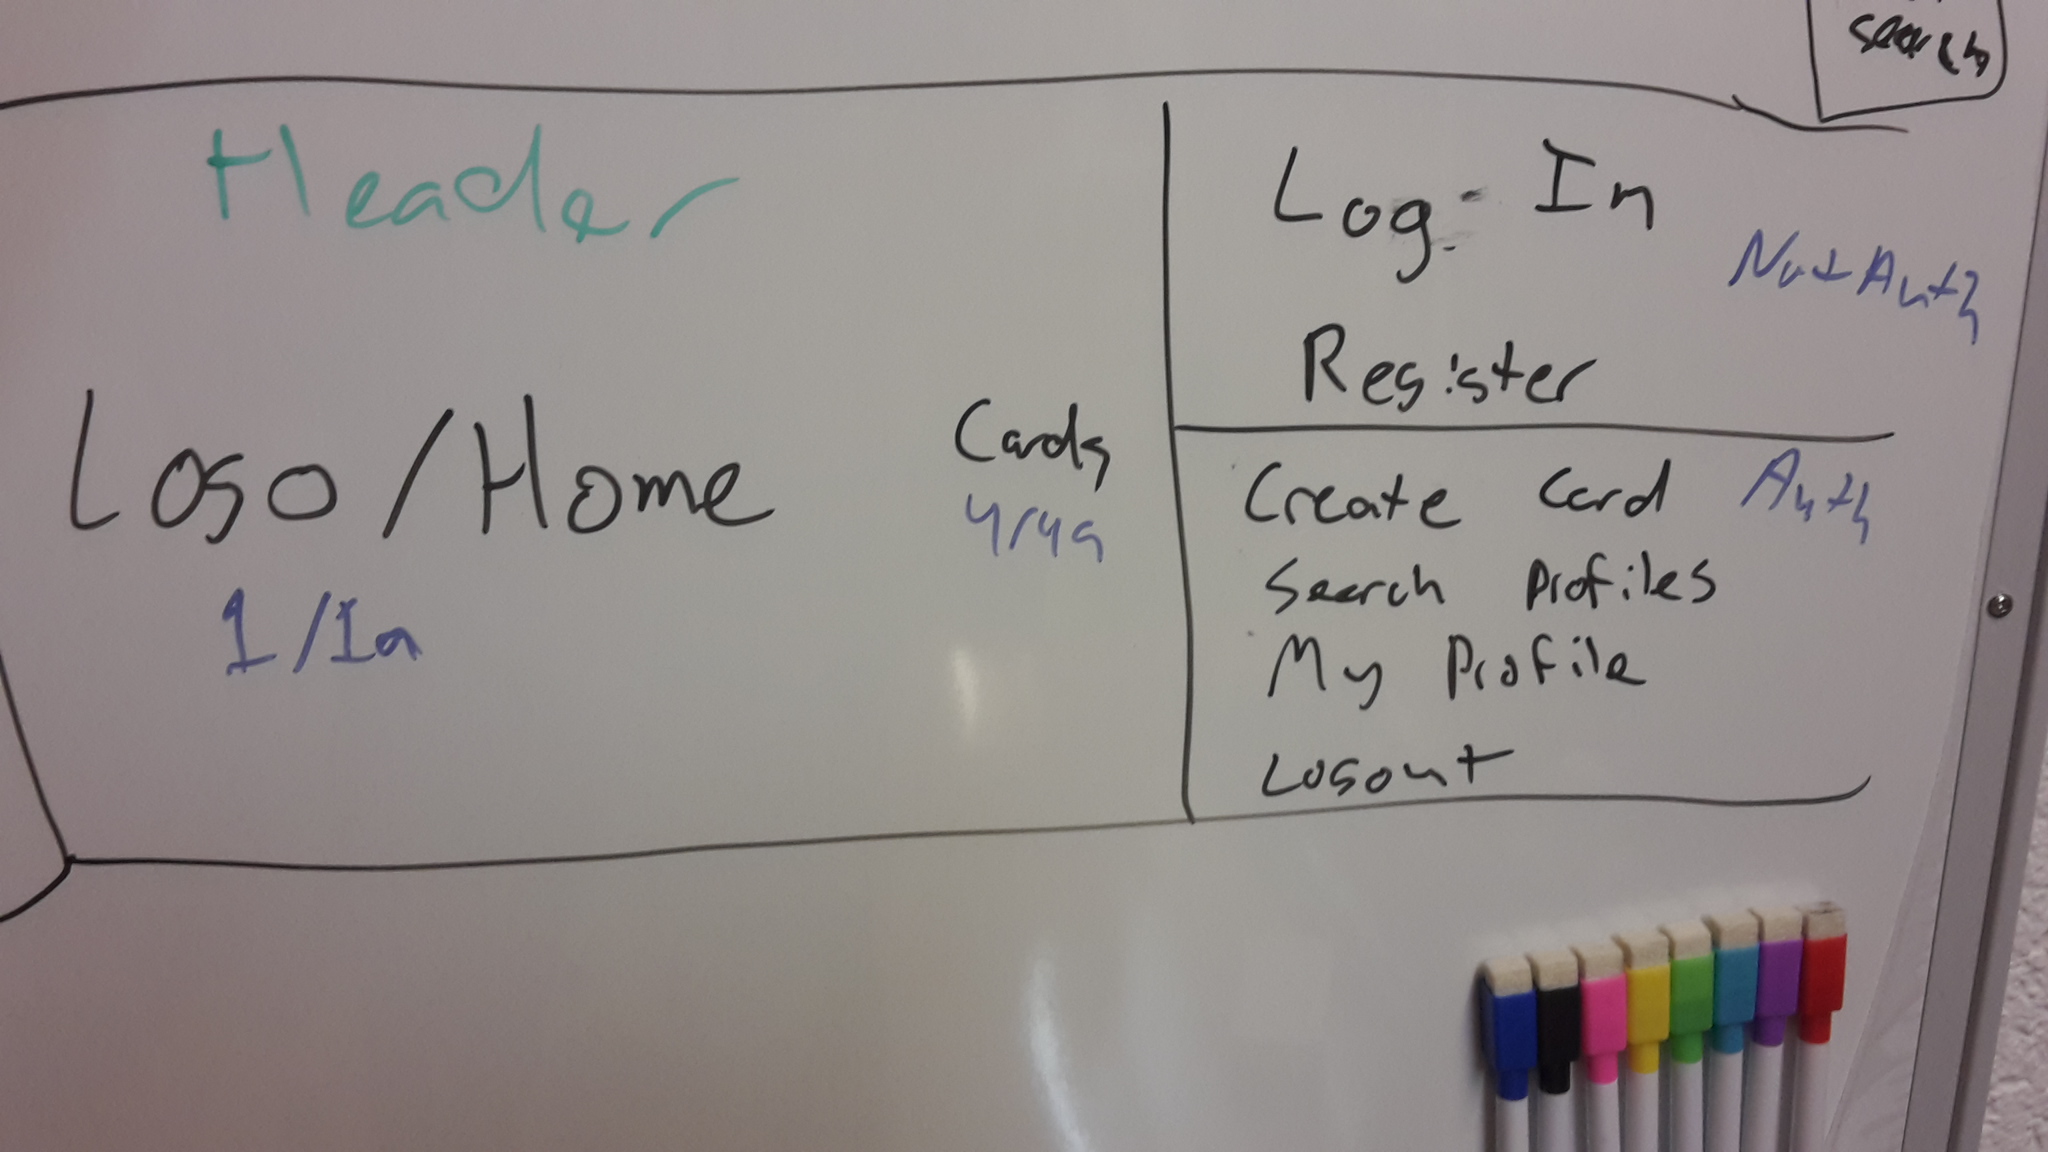 search
Header
Logo/Home
1/1a
Cards
4/4a
Log-In
Not Auth
Register
Create Card
Auth
Search Profiles
My Profile
Logout